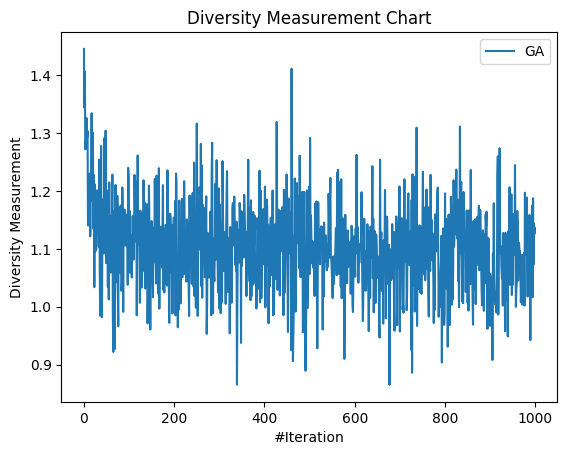 Diversity Measurement Chart
GA
Diversity Measurement
1.4
1.3
1.2
1.1
1.0
0.9
0 200 400 600 800 1000
#Iteration